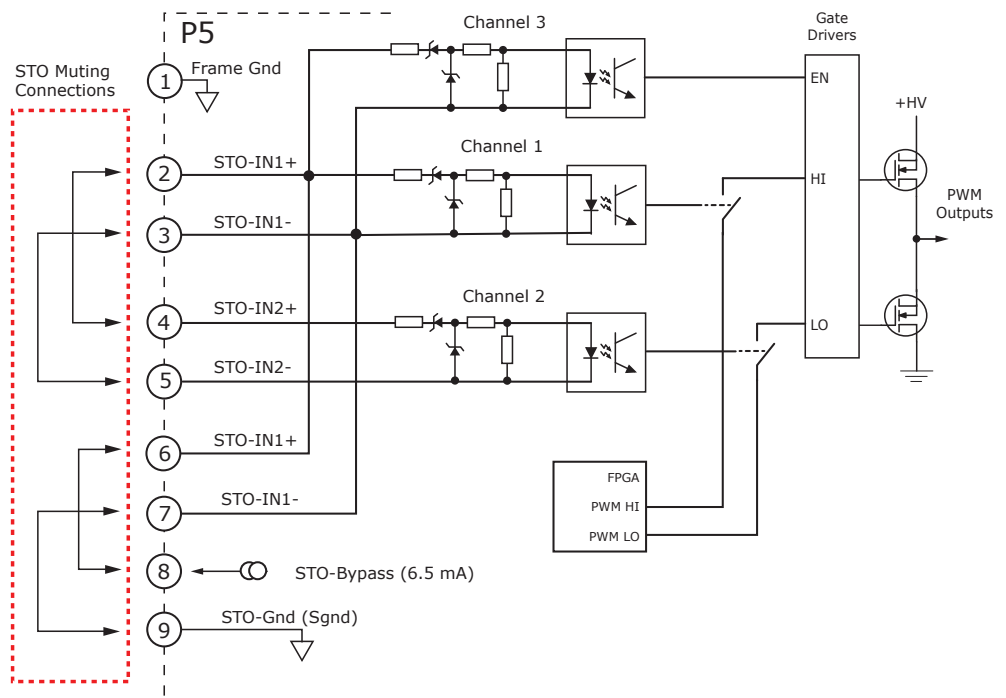 P5
STO Muting
Connections
1
Frame Gnd
2
STO-IN1+
3
STO-IN1-
4
STO-IN2+
5
STO-IN2-
6
STO-IN1+
7
STO-IN1-
8
STO-Bypass (6.5 mA)
9
STO-Gnd (Sgnd)
Channel 3
Channel 1
Channel 2
Gate
Drivers
EN
HI
LO
+HV
PWM
Outputs
FPGA
PWM HI
PWM LO